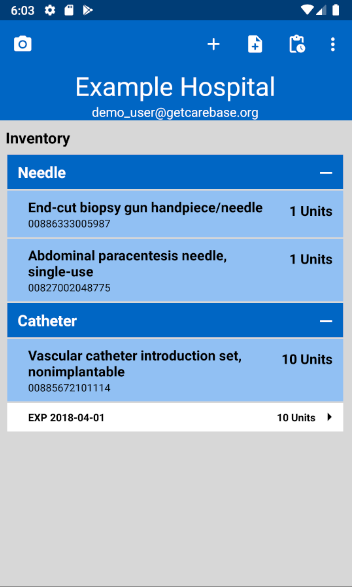 6:03
Example Hospital
demo_user@getcarebase.org
Inventory
Needle
End-cut biopsy gun handpiece/needle 1 Units
00886333005987
Abdominal paracentesis needle, 1 Units
single-use
00827002048775
Catheter
Vascular catheter introduction set, 10 Units
nonimplantable
00885672101114
EXP 2018-04-01 10 Units